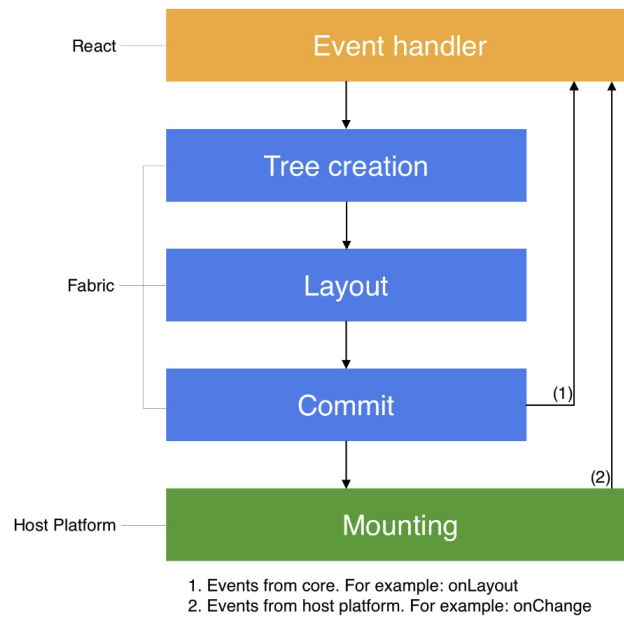 React
Event handler
Tree creation
Fabric
Layout
Commit
(1)
(2)
Host Platform
Mounting
1. Events from core. For example: onLayout
2. Events from host platform. For example: onChange